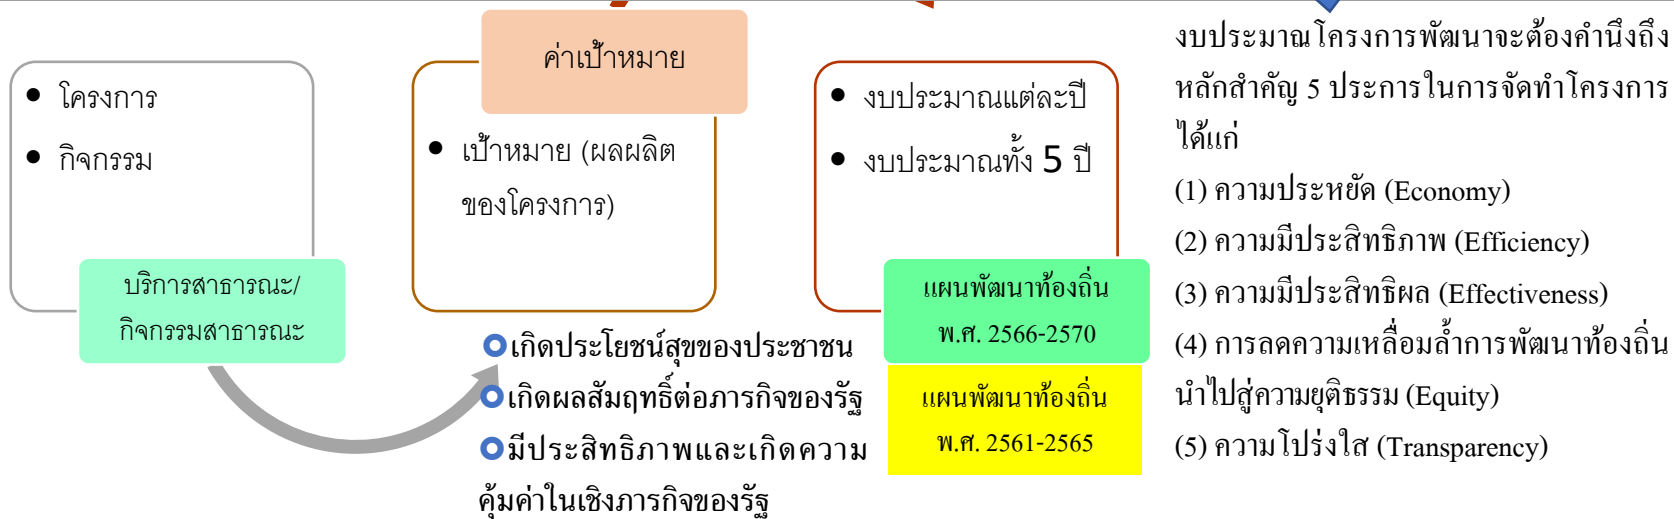 • โครงการ
• กิจกรรม
บริการสาธารณะ/
กิจกรรมสาธารณะ
ค่าเป้าหมาย
• เป้าหมาย (ผลผลิต
ของโครงการ)
เกิดประโยชน์สุขของประชาชน
เกิดผลสัมฤทธิ์ต่อภารกิจของรัฐ
มีประสิทธิภาพและเกิดความ
คุ้มค่าในเชิงภารกิจของรัฐ
• งบประมาณแต่ละปี
• งบประมาณทั้ง 5 ปี
แผนพัฒนาท้องถิ่น
พ.ศ. 2566-2570
แผนพัฒนาท้องถิ่น
พ.ศ. 2561-2565
งบประมาณโครงการพัฒนาจะต้องคำนึงถึง
หลักสำคัญ 5 ประการในการจัดทำโครงการ
ได้แก่
(1) ความประหยัด (Economy)
(2) ความมีประสิทธิภาพ (Efficiency)
(3) ความมีประสิทธิผล (Effectiveness)
(4) การลดความเหลื่อมล้ำการพัฒนาท้องถิ่น
นำไปสู่ความยุติธรรม (Equity)
(5) ความโปร่งใส (Transparency)